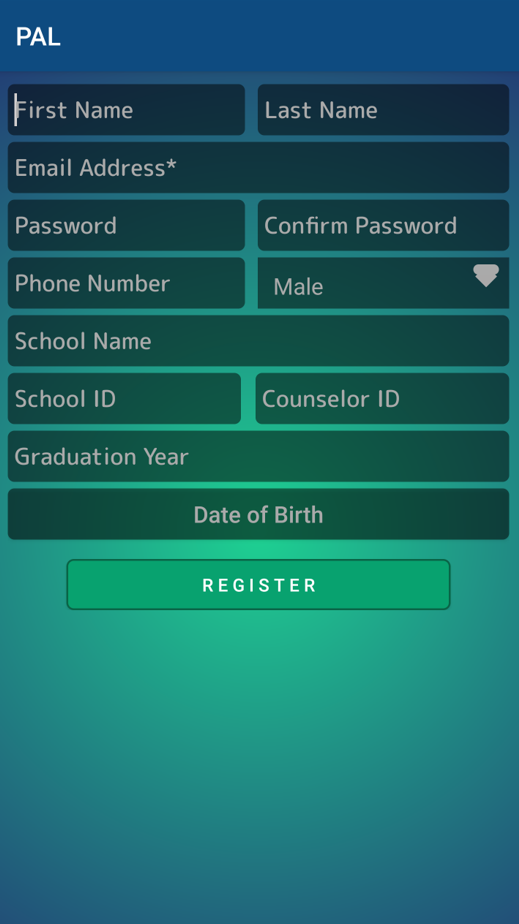 PAL
First Name Last Name
Email Address*
Password Confirm Password
Phone Number Male
School Name
School ID Counselor ID
Graduation Year
Date of Birth
REGISTER